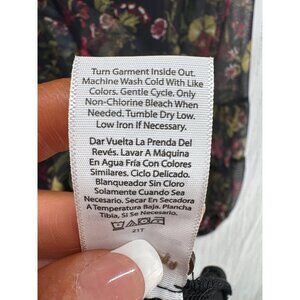 Turn Garment Inside Out.
Machine Wash Cold With Like
Colors. Gentle Cycle. Only
Non-Chlorine Bleach When
Needed. Tumble Dry Low.
Low Iron If Necessary.
Dar Vuelta La Prenda Del
Revés. Lavar A Máquina
En Agua Fría Con Colores
Similares. Ciclo Delicado.
Blanqueador Sin Cloro
Solamente Cuando Sea
Necesario. Secar En Secadora
A Temperatura Baja. Plancha
Tibia, Si Es Necesario.
21T